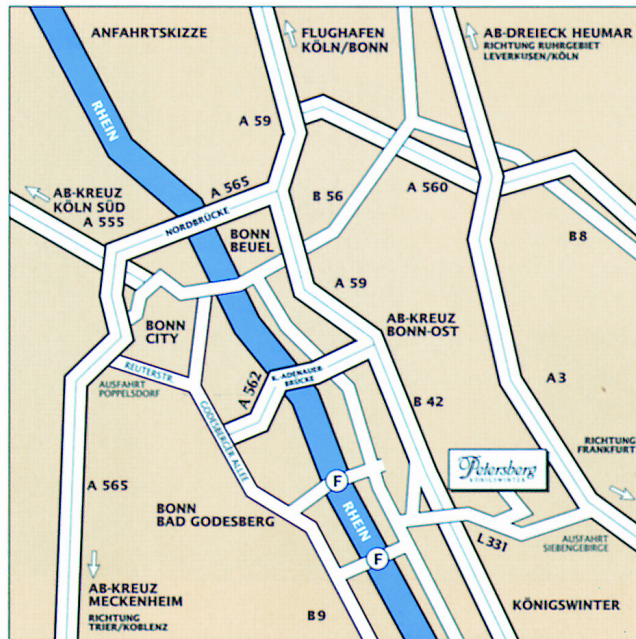 ANFAHRTSKIZZE
FLUGHAFEN
KÖLN/BONN
AB-DREIECK HEUMAR
RICHTUNG RUHRGEBIET
LEVERKUSEN/KÖLN
RHEIN
A 59
A 565
B 56
A 560
AB-KREUZ
KÖLN SÜD
A 555
NORDBRÜCKE
BONN
BEUEL
B 8
A 59
AB-KREUZ
BONN-OST
BONN
CITY
REUTERSTR.
AUSFAHRT
POPPELSDORF
A 562
K. ADENAUER
BRÜCKE
GODESBERGER ALLEE
B 42
A 3
RICHTUNG
FRANKFURT
Petersberg
KÖNIGSWINTER
A 565
BONN
BAD GODESBERG
F
RHEIN
F
L 331
AUSFAHRT
SIEBENGEBIRGE
AB-KREUZ
MECKENHEIM
RICHTUNG
TRIER/KOBLENZ
B 9
KÖNIGSWINTER